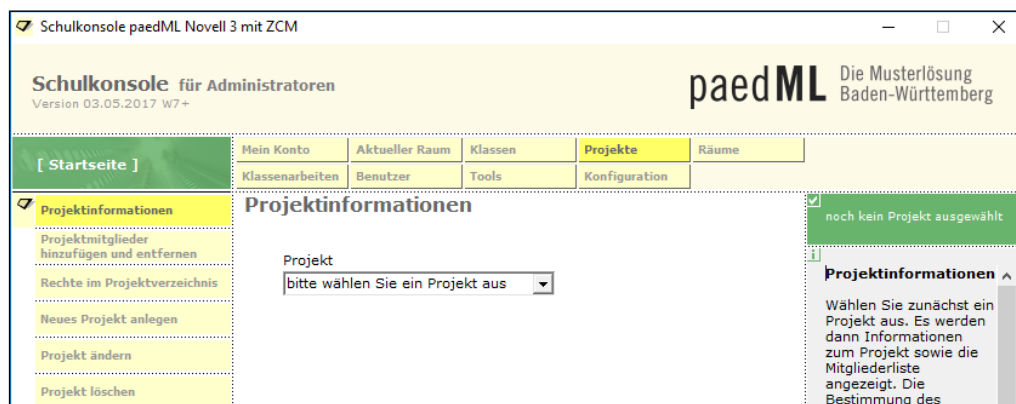 Schulkonsole paedML Novell 3 mit ZCM
Schulkonsole für Administratoren
Version 03.05.2017 W7+
paedML Die Musterlösung
Baden-Württemberg
[ Startseite ]
Mein Konto Aktueller Raum Klassen Projekte Räume
Klassenarbeiten Benutzer Tools Konfiguration
Projektinformationen
Projektmitglieder
hinzufügen und entfernen
Rechte im Projektverzeichnis
Neues Projekt anlegen
Projekt ändern
Projekt löschen
Projektinformationen
Projekt
bitte wählen Sie ein Projekt aus
noch kein Projekt ausgewählt
Projektinformationen
Wählen Sie zunächst ein
Projekt aus. Es werden
dann Informationen
zum Projekt sowie die
Mitgliederliste
angezeigt. Die
Bestimmung des